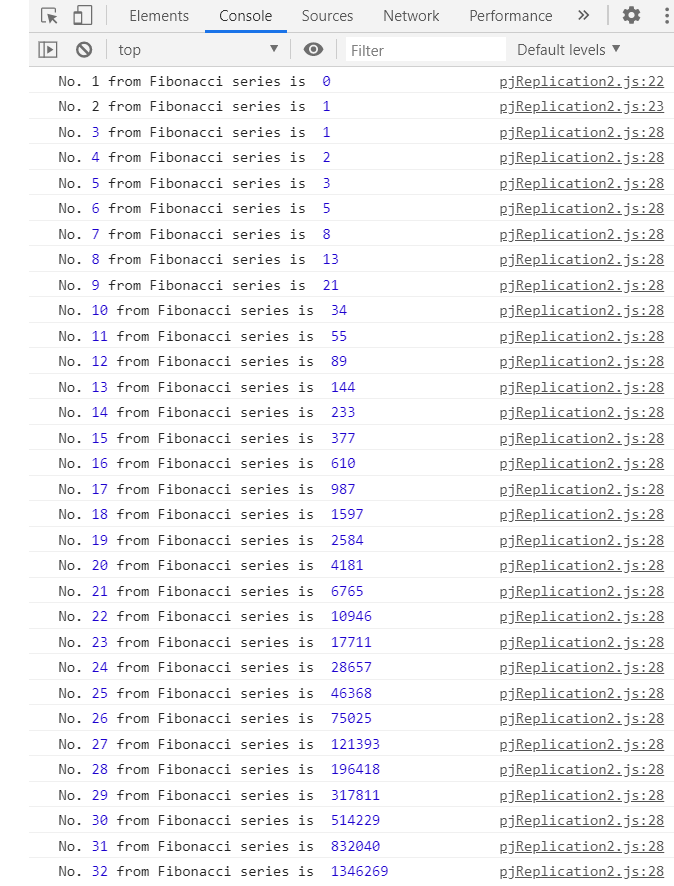 Elements Console Sources Network Performance »
top ▼ Filter Default levels ▼
No. 1 from Fibonacci series is 0 pjReplication2.js:22
No. 2 from Fibonacci series is 1 pjReplication2.js:23
No. 3 from Fibonacci series is 1 pjReplication2.js:28
No. 4 from Fibonacci series is 2 pjReplication2.js:28
No. 5 from Fibonacci series is 3 pjReplication2.js:28
No. 6 from Fibonacci series is 5 pjReplication2.js:28
No. 7 from Fibonacci series is 8 pjReplication2.js:28
No. 8 from Fibonacci series is 13 pjReplication2.js:28
No. 9 from Fibonacci series is 21 pjReplication2.js:28
No. 10 from Fibonacci series is 34 pjReplication2.js:28
No. 11 from Fibonacci series is 55 pjReplication2.js:28
No. 12 from Fibonacci series is 89 pjReplication2.js:28
No. 13 from Fibonacci series is 144 pjReplication2.js:28
No. 14 from Fibonacci series is 233 pjReplication2.js:28
No. 15 from Fibonacci series is 377 pjReplication2.js:28
No. 16 from Fibonacci series is 610 pjReplication2.js:28
No. 17 from Fibonacci series is 987 pjReplication2.js:28
No. 18 from Fibonacci series is 1597 pjReplication2.js:28
No. 19 from Fibonacci series is 2584 pjReplication2.js:28
No. 20 from Fibonacci series is 4181 pjReplication2.js:28
No. 21 from Fibonacci series is 6765 pjReplication2.js:28
No. 22 from Fibonacci series is 10946 pjReplication2.js:28
No. 23 from Fibonacci series is 17711 pjReplication2.js:28
No. 24 from Fibonacci series is 28657 pjReplication2.js:28
No. 25 from Fibonacci series is 46368 pjReplication2.js:28
No. 26 from Fibonacci series is 75025 pjReplication2.js:28
No. 27 from Fibonacci series is 121393 pjReplication2.js:28
No. 28 from Fibonacci series is 196418 pjReplication2.js:28
No. 29 from Fibonacci series is 317811 pjReplication2.js:28
No. 30 from Fibonacci series is 514229 pjReplication2.js:28
No. 31 from Fibonacci series is 832040 pjReplication2.js:28
No. 32 from Fibonacci series is 1346269 pjReplication2.js:28